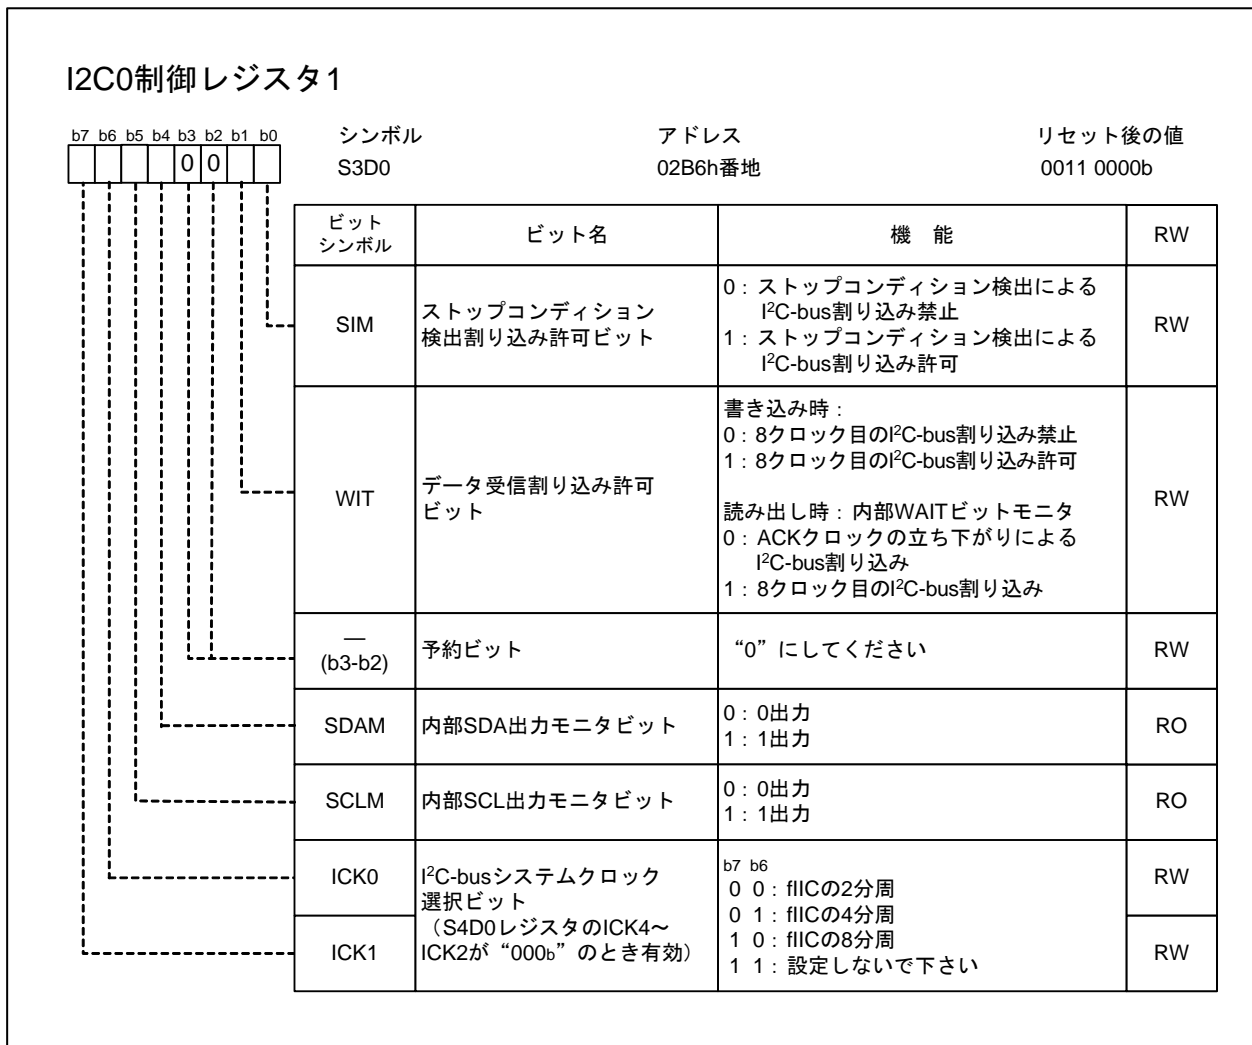 I2C0制御レジスタ1
b7 b6 b5 b4 b3 b2 b1 b0
0 0
シンボル
S3D0
アドレス
02B6h番地
リセット後の値
0011 0000b
ビット
シンボル
ビット名
機 能
RW
SIM
ストップコンディション
検出割り込み許可ビット
0：ストップコンディション検出による
I²C-bus割り込み禁止
1：ストップコンディション検出による
I²C-bus割り込み許可
RW
WIT
データ受信割り込み許可
ビット
書き込み時：
0：8クロック目のI²C-bus割り込み禁止
1：8クロック目のI²C-bus割り込み許可
読み出し時：内部WAITビットモニタ
0：ACKクロックの立ち下がりによる
I²C-bus割り込み
1：8クロック目のI²C-bus割り込み
RW
—
(b3-b2)
予約ビット
“0”にしてください
RW
SDAM
内部SDA出力モニタビット
0：0出力
1：1出力
RO
SCLM
内部SCL出力モニタビット
0：0出力
1：1出力
RO
ICK0
ICK1
I²C-busシステムクロック
選択ビット
（S4D0レジスタのICK4～
ICK2が“000b”のとき有効）
b7 b6
0 0：fIICの2分周
0 1：fIICの4分周
1 0：fIICの8分周
1 1：設定しないで下さい
RW
RW